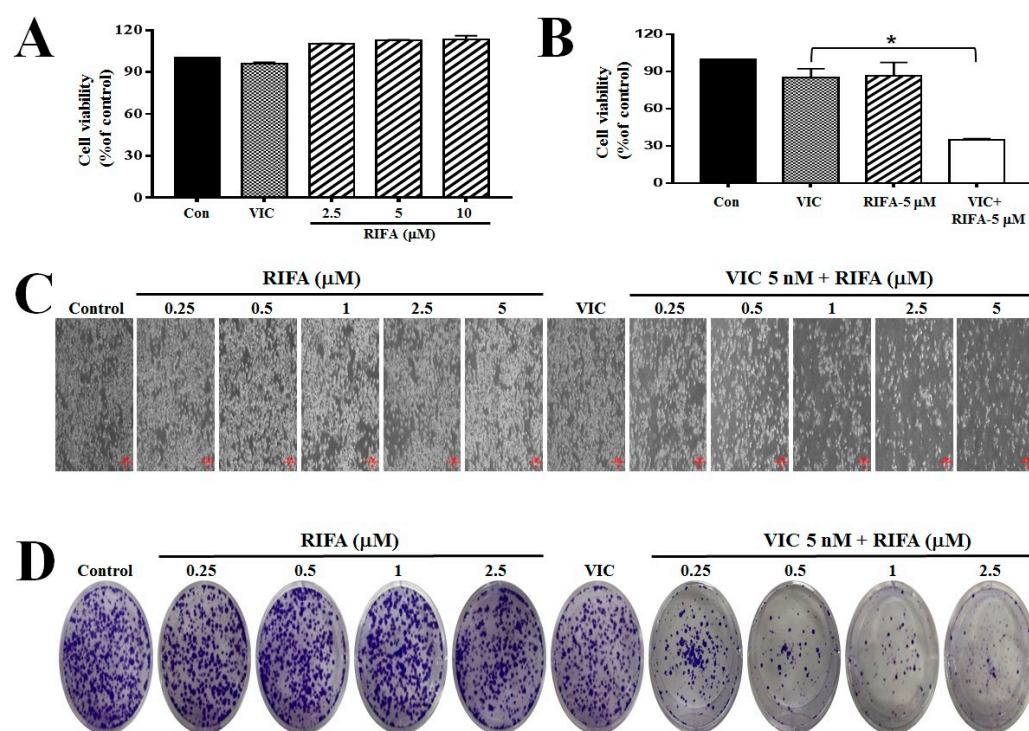 A
Cell viability
(%of control)
120
90
60
30
0
Con
VIC
2.5
5
10
RIFA (µM)
B
Cell viability
(%of control)
120
90
60
30
0
*
Con
VIC
RIFA-5 µM
VIC+
RIFA-5 µM
C
RIFA (µM)
VIC 5 nM + RIFA (µM)
Control
0.25
0.5
1
2.5
5
VIC
0.25
0.5
1
2.5
5
D
RIFA (µM)
VIC 5 nM + RIFA (µM)
Control
0.25
0.5
1
2.5
VIC
0.25
0.5
1
2.5